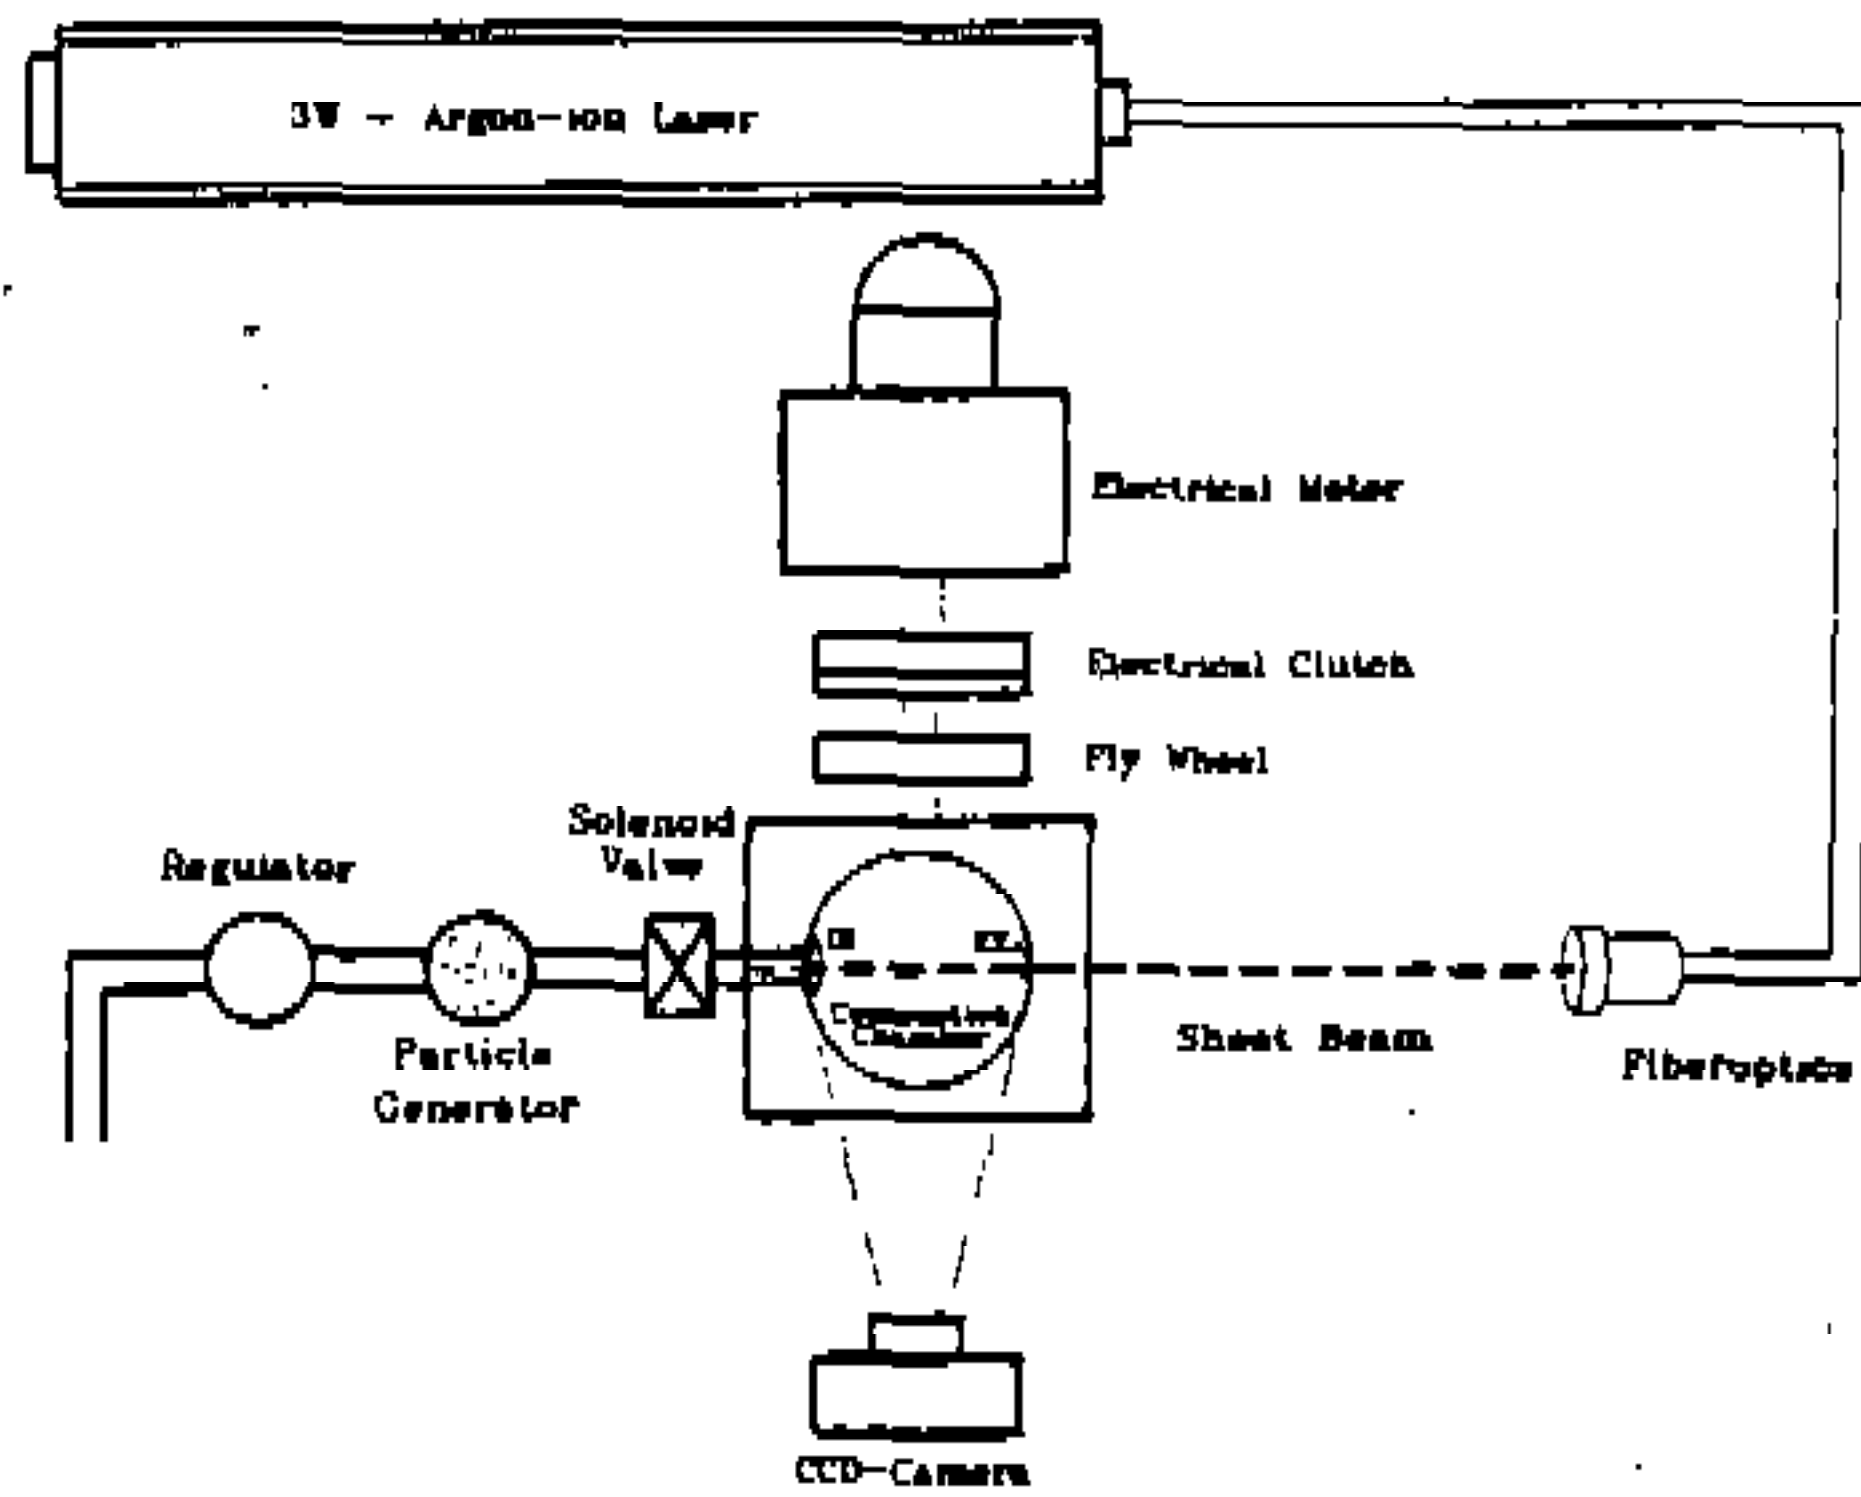 3W - Argon-ion Laser
Electrical Motor
Electrical Clutch
Fly Wheel
Solenoid
Valve
Regulator
Particle
Generator
Chamber
Sheet Beam
Fiberoptics
CCD-Camera